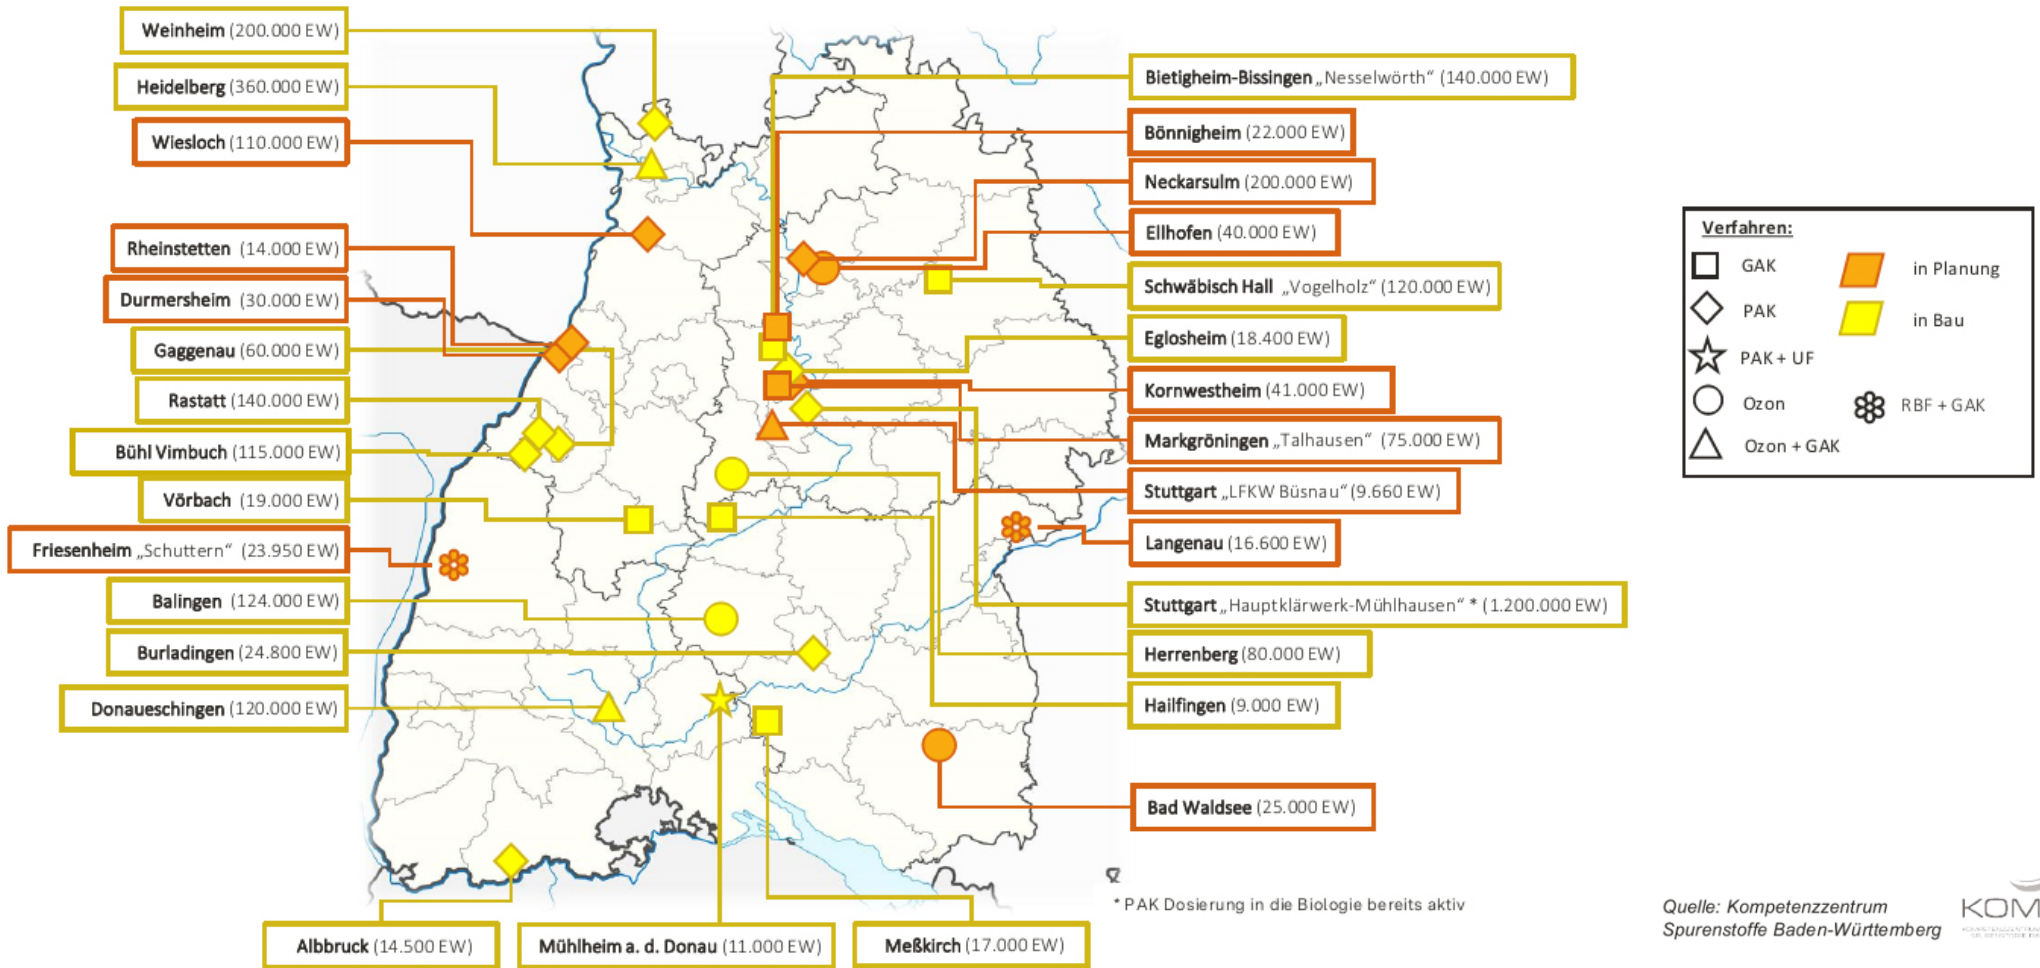 Weinheim (200.000 EW)
Heidelberg (360.000 EW)
Wiesloch (110.000 EW)
Rheinstetten (14.000 EW)
Durmersheim (30.000 EW)
Gaggenau (60.000 EW)
Rastatt (140.000 EW)
Bühl Vimbuch (115.000 EW)
Vörbach (19.000 EW)
Friesenheim „Schuttern“ (23.950 EW)
Balingen (124.000 EW)
Burladingen (24.800 EW)
Donaueschingen (120.000 EW)
Albbruck (14.500 EW)
Mühlheim a. d. Donau (11.000 EW)
Meßkirch (17.000 EW)
Bietigheim-Bissingen „Nesselwörth“ (140.000 EW)
Bönnigheim (22.000 EW)
Neckarsulm (200.000 EW)
Ellhofen (40.000 EW)
Schwäbisch Hall „Vogelholz“ (120.000 EW)
Eglosheim (18.400 EW)
Kornwestheim (41.000 EW)
Markgröningen „Talhausen“ (75.000 EW)
Stuttgart „LFKW Büsnau“ (9.660 EW)
Langenau (16.600 EW)
Stuttgart „Hauptklärwerk-Mühlhausen“ * (1.200.000 EW)
Herrenberg (80.000 EW)
Hailfingen (9.000 EW)
Bad Waldsee (25.000 EW)
* PAK Dosierung in die Biologie bereits aktiv
Verfahren:
GAK
in Planung
PAK
in Bau
PAK + UF
Ozon
RBF + GAK
Ozon + GAK
Quelle: Kompetenzzentrum
Spurenstoffe Baden-Württemberg
KOM